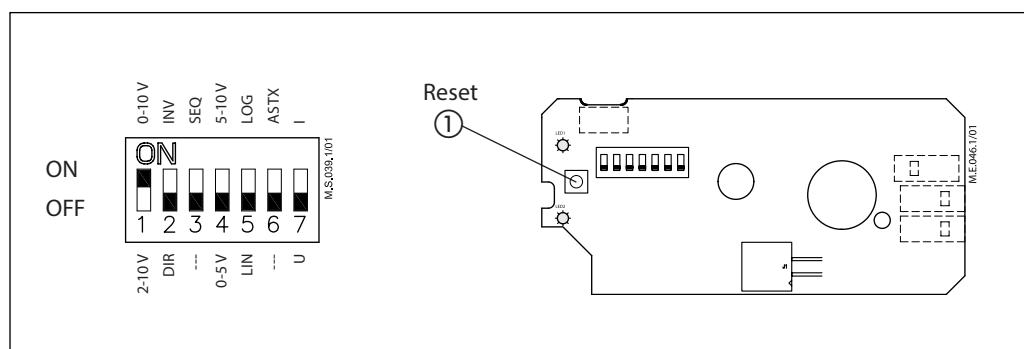 0-10 V
INV
SEQ
5-10 V
LOG
ASTX
I
ON
OFF
ON
1 2 3 4 5 6 7
2-10 V
DIR
---
0-5 V
LIN
---
U
M.S.039.1/01
Reset
1
LED1
LED2
J1
M.E.046.1/01